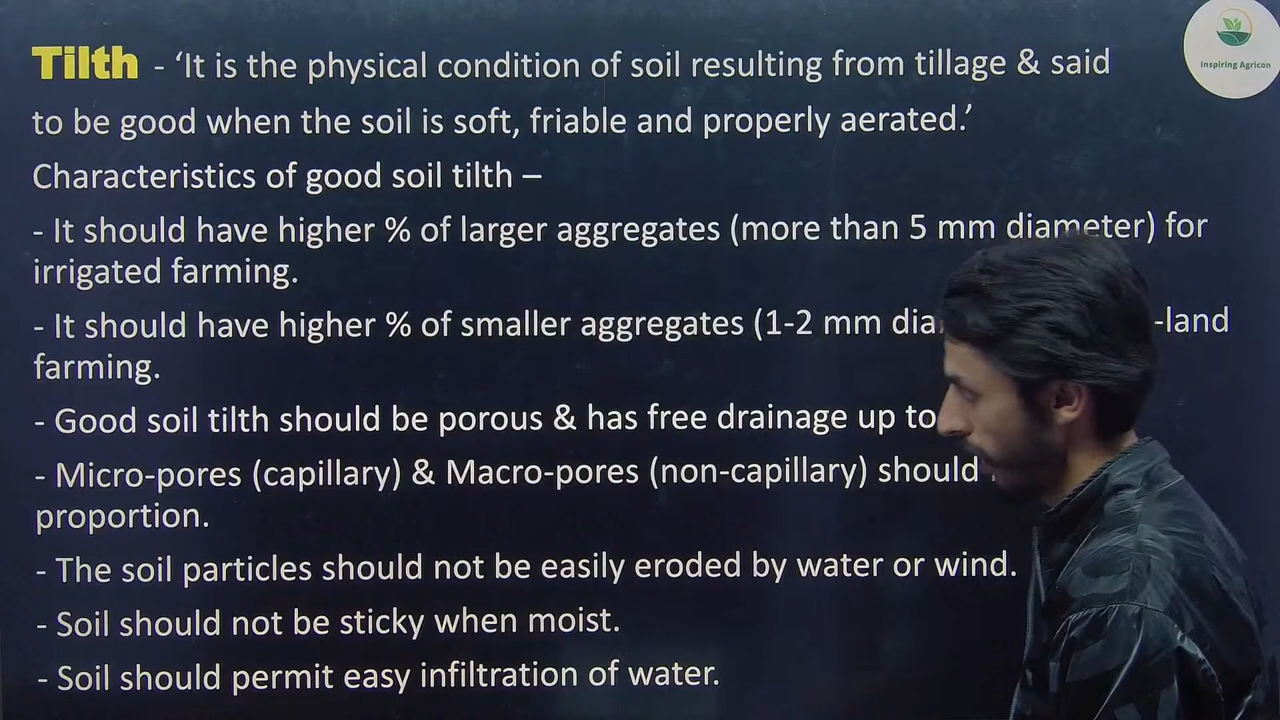 Tilth - ‘It is the physical condition of soil resulting from tillage & said
to be good when the soil is soft, friable and properly aerated.’
Inspiring Agricon
Characteristics of good soil tilth –
- It should have higher % of larger aggregates (more than 5 mm diameter) for
irrigated farming.
- It should have higher % of smaller aggregates (1-2 mm -land
farming.
- Good soil tilth should be porous & has free drainage up to
- Micro-pores (capillary) & Macro-pores (non-capillary) should
proportion.
- The soil particles should not be easily eroded by water or wind.
- Soil should not be sticky when moist.
- Soil should permit easy infiltration of water.